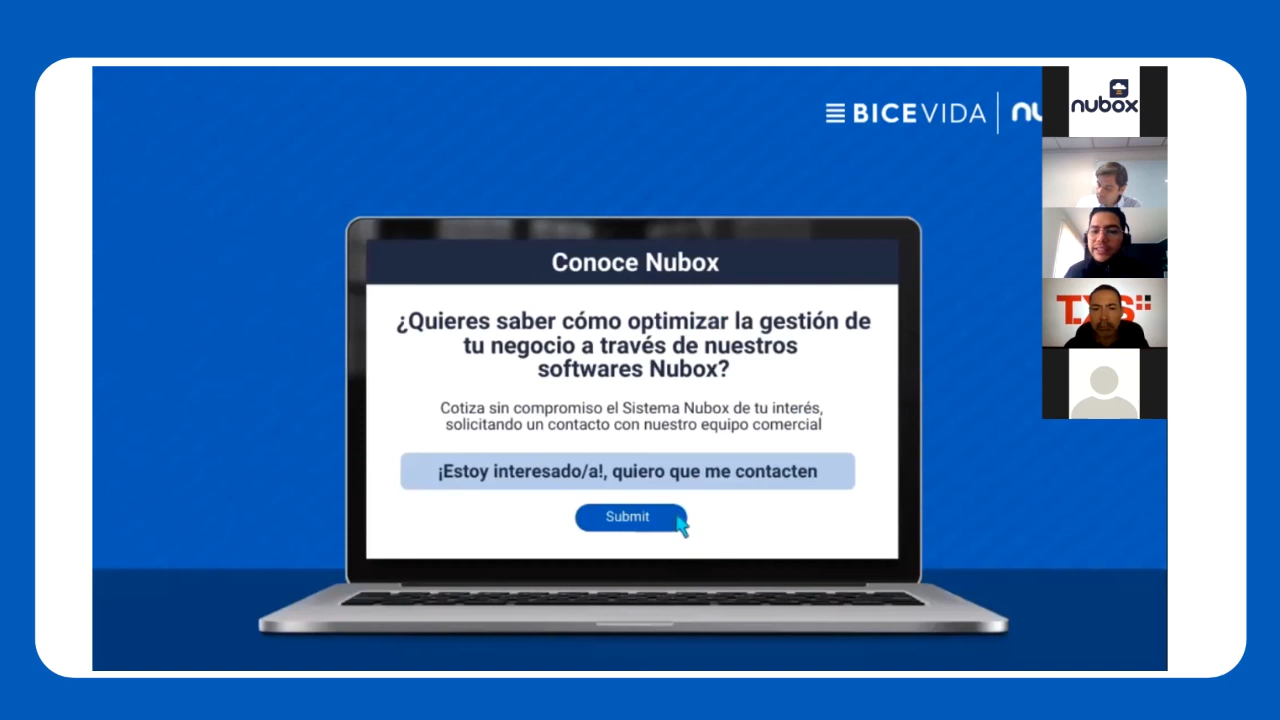 BICEVIDA
nubox
Conoce Nubox
¿Quieres saber cómo optimizar la gestión de
tu negocio a través de nuestros
softwares Nubox?
Cotiza sin compromiso el Sistema Nubox de tu interés,
solicitando un contacto con nuestro equipo comercial
¡Estoy interesado/a!, quiero que me contacten
Submit